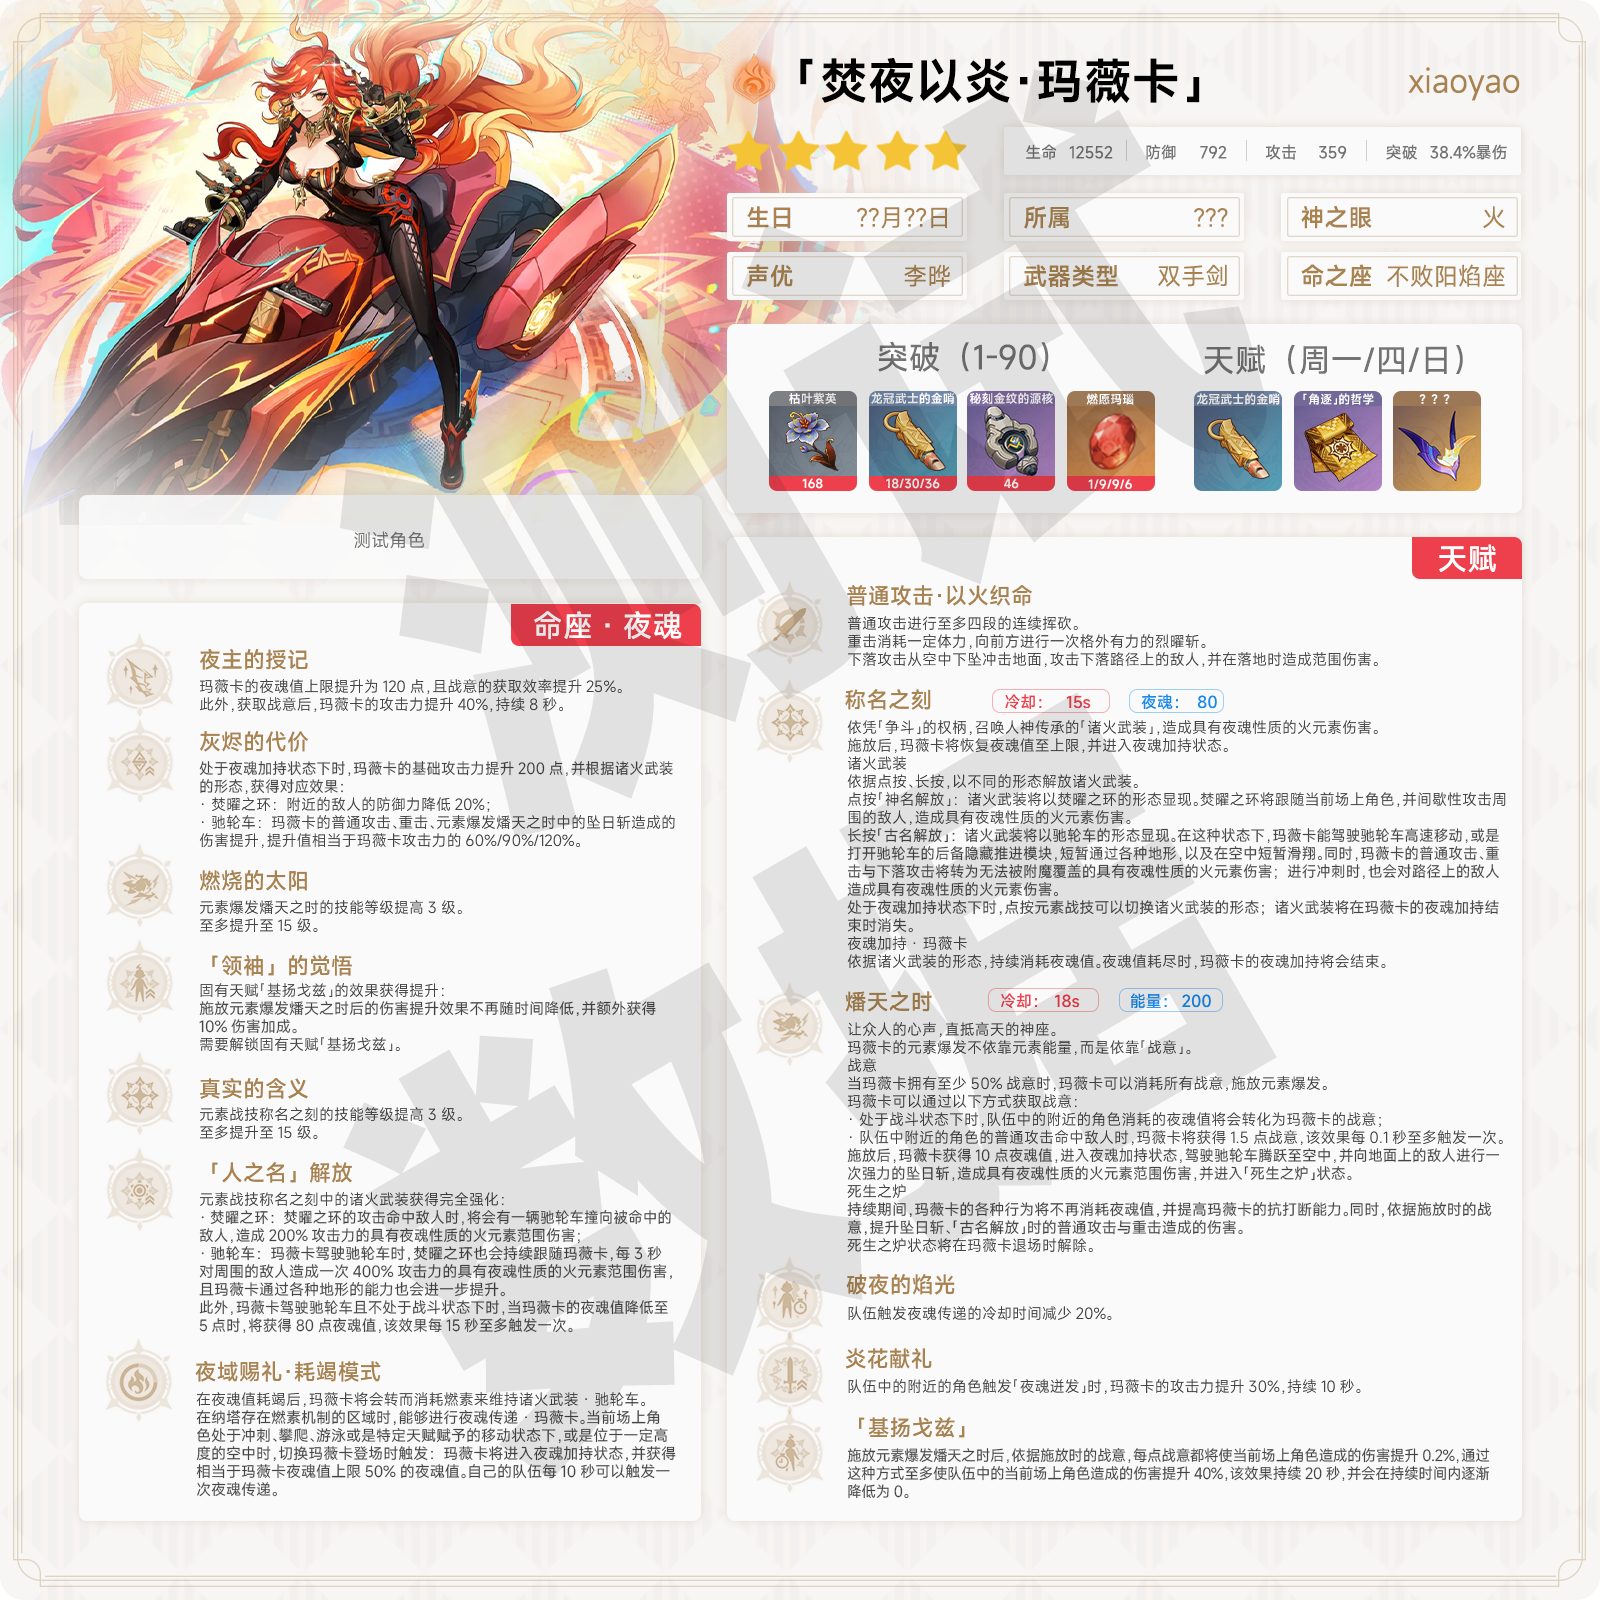 「焚夜以炎·玛薇卡」
xiaoyao
生命 12552 防御 792 攻击 359 突破 38.4%暴伤
生日 ??月??日
所属 ???
神之眼 火
声优 李晔
武器类型 双手剑
命之座 不败阳焰座
突破（1-90）
天赋（周一/四/日）
枯叶紫英
龙冠武士的金哨
秘刻金纹的源核
燃愿玛瑙
龙冠武士的金哨
「角逐」的哲学
？？？
168
18/30/36
46
1/9/9/6
测试角色
命座·夜魂
夜主的授记
玛薇卡的夜魂值上限提升为 120 点,且战意的获取效率提升 25%。
此外,获取战意后,玛薇卡的攻击力提升 40%,持续 8 秒。
灰烬的代价
处于夜魂加持状态下时,玛薇卡的基础攻击力提升 200 点,并根据诸火武装
的形态,获得对应效果:
· 焚曜之环: 附近的敌人的防御力降低 20%;
· 驰轮车: 玛薇卡的普通攻击、重击、元素爆发燔天之时中的坠日斩造成的
伤害提升,提升值相当于玛薇卡攻击力的 60%/90%/120%。
燃烧的太阳
元素爆发燔天之时的技能等级提高 3 级。
至多提升至 15 级。
「领袖」的觉悟
固有天赋「基扬戈兹」的效果获得提升:
施放元素爆发燔天之时后的伤害提升效果不再随时间降低,并额外获得
10% 伤害加成。
需要解锁固有天赋「基扬戈兹」。
真实的含义
元素战技称名之刻的技能等级提高 3 级。
至多提升至 15 级。
「人之名」解放
元素战技称名之刻中的诸火武装获得完全强化:
· 焚曜之环: 焚曜之环的攻击命中敌人时,将会有一辆驰轮车撞向被命中的
敌人,造成 200% 攻击力的具有夜魂性质的火元素范围伤害;
· 驰轮车: 玛薇卡驾驶驰轮车时,焚曜之环也会持续跟随玛薇卡,每 3 秒
对周围的敌人造成一次 400% 攻击力的具有夜魂性质的火元素范围伤害,
且玛薇卡通过各种地形的能力也会进一步提升。
此外,玛薇卡驾驶驰轮车且不处于战斗状态下时,当玛薇卡的夜魂值降低至
5 点时,将获得 80 点夜魂值,该效果每 15 秒至多触发一次。
夜域赐礼·耗竭模式
在夜魂值耗竭后,玛薇卡将会转而消耗燃素来维持诸火武装 · 驰轮车。
在纳塔存在燃素机制的区域时,能够进行夜魂传递 · 玛薇卡。当前场上角
色处于冲刺、攀爬、游泳或是特定天赋赋予的移动状态下,或是位于一定高
度的空中时,切换玛薇卡登场时触发: 玛薇卡将进入夜魂加持状态,并获得
相当于玛薇卡夜魂值上限 50% 的夜魂值。自己的队伍每 10 秒可以触发一
次夜魂传递。
天赋
普通攻击·以火织命
普通攻击进行至多四段的连续挥砍。
重击消耗一定体力,向前方进行一次格外有力的烈曜斩。
下落攻击从空中下坠冲击地面,攻击下落路径上的敌人,并在落地时造成范围伤害。
称名之刻 冷却: 15s 夜魂: 80
依凭「争斗」的权柄,召唤人神传承的「诸火武装」,造成具有夜魂性质的火元素伤害。
施放后,玛薇卡将恢复夜魂值至上限,并进入夜魂加持状态。
诸火武装
依据点按、长按,以不同的形态解放诸火武装。
点按「神名解放」: 诸火武装将以焚曜之环的形态显现。焚曜之环将跟随当前场上角色,并间歇性攻击周
围的敌人,造成具有夜魂性质的火元素伤害。
长按「古名解放」: 诸火武装将以驰轮车的形态显现。在这种状态下,玛薇卡能驾驶驰轮车高速移动,或是
打开驰轮车的后备隐藏推进模块,短暂通过各种地形,以及在空中短暂滑翔。同时,玛薇卡的普通攻击、重
击与下落攻击将转为无法被附魔覆盖的具有夜魂性质的火元素伤害; 进行冲刺时,也会对路径上的敌人
造成具有夜魂性质的火元素伤害。
处于夜魂加持状态下时,点按元素战技可以切换诸火武装的形态; 诸火武装将在玛薇卡的夜魂加持结
束时消失。
夜魂加持 · 玛薇卡
依据诸火武装的形态,持续消耗夜魂值。夜魂值耗尽时,玛薇卡的夜魂加持将会结束。
燔天之时 冷却: 18s 能量: 200
让众人的心声,直抵高天的神座。
玛薇卡的元素爆发不依靠元素能量,而是依靠「战意」。
战意
当玛薇卡拥有至少 50% 战意时,玛薇卡可以消耗所有战意,施放元素爆发。
玛薇卡可以通过以下方式获取战意:
· 处于战斗状态下时,队伍中的附近的角色消耗的夜魂值将会转化为玛薇卡的战意;
· 队伍中附近的角色的普通攻击命中敌人时,玛薇卡将获得 1.5 点战意,该效果每 0.1 秒至多触发一次。
施放后,玛薇卡获得 10 点夜魂值,进入夜魂加持状态,驾驶驰轮车腾跃至空中,并向地面上的敌人进行一
次强力的坠日斩,造成具有夜魂性质的火元素范围伤害,并进入「死生之炉」状态。
死生之炉
持续期间,玛薇卡的各种行为将不再消耗夜魂值,并提高玛薇卡的抗打断能力。同时,依据施放时的战
意,提升坠日斩、「古名解放」时的普通攻击与重击造成的伤害。
死生之炉状态将在玛薇卡退场时解除。
破夜的焰光
队伍触发夜魂传递的冷却时间减少 20%。
炎花献礼
队伍中的附近的角色触发「夜魂迸发」时,玛薇卡的攻击力提升 30%,持续 10 秒。
「基扬戈兹」
施放元素爆发燔天之时后,依据施放时的战意,每点战意都将使当前场上角色造成的伤害提升 0.2%,通过
这种方式至多使队伍中的当前场上角色造成的伤害提升 40%,该效果持续 20 秒,并会在持续时间内逐渐
降低为 0。
测试
数据